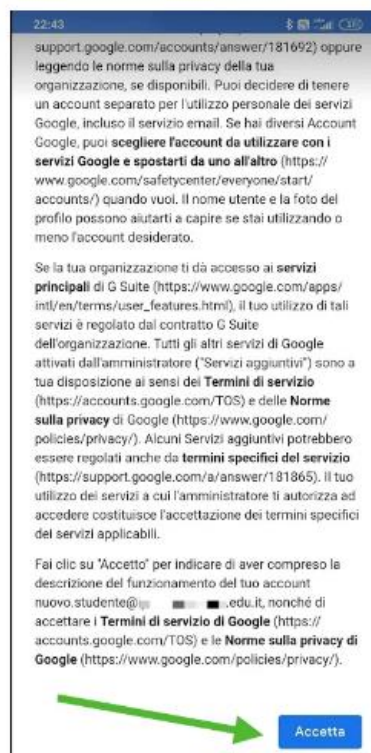 22:43
support.google.com/accounts/answer/181692) oppure
leggendo le norme sulla privacy della tua
organizzazione, se disponibili. Puoi decidere di tenere
un account separato per l'utilizzo personale dei servizi
Google, incluso il servizio email. Se hai diversi Account
Google, puoi scegliere l'account da utilizzare con i
servizi Google e spostarti da uno all'altro (https://
www.google.com/safetycenter/everyone/start/
accounts/) quando vuoi. Il nome utente e la foto del
profilo possono aiutarti a capire se stai utilizzando o
meno l'account desiderato.
Se la tua organizzazione ti dà accesso ai servizi
principali di G Suite (https://www.google.com/apps/
intl/en/terms/user_features.html), il tuo utilizzo di tali
servizi è regolato dal contratto G Suite
dell'organizzazione. Tutti gli altri servizi di Google
attivati dall'amministratore ("Servizi aggiuntivi") sono a
tua disposizione ai sensi dei Termini di servizio
(https://accounts.google.com/TOS) e delle Norme
sulla privacy di Google (https://www.google.com/
policies/privacy/). Alcuni Servizi aggiuntivi potrebbero
essere regolati anche da termini specifici del servizio
(https://support.google.com/a/answer/181865). Il tuo
utilizzo dei servizi a cui l'amministratore ti autorizza ad
accedere costituisce l'accettazione dei termini specifici
dei servizi applicabili.
Fai clic su "Accetto" per indicare di aver compreso la
descrizione del funzionamento del tuo account
nuovo.studente@ .edu.it, nonché di
accettare i Termini di servizio di Google (https://
accounts.google.com/TOS) e le Norme sulla privacy di
Google (https://www.google.com/policies/privacy/).
Accetta